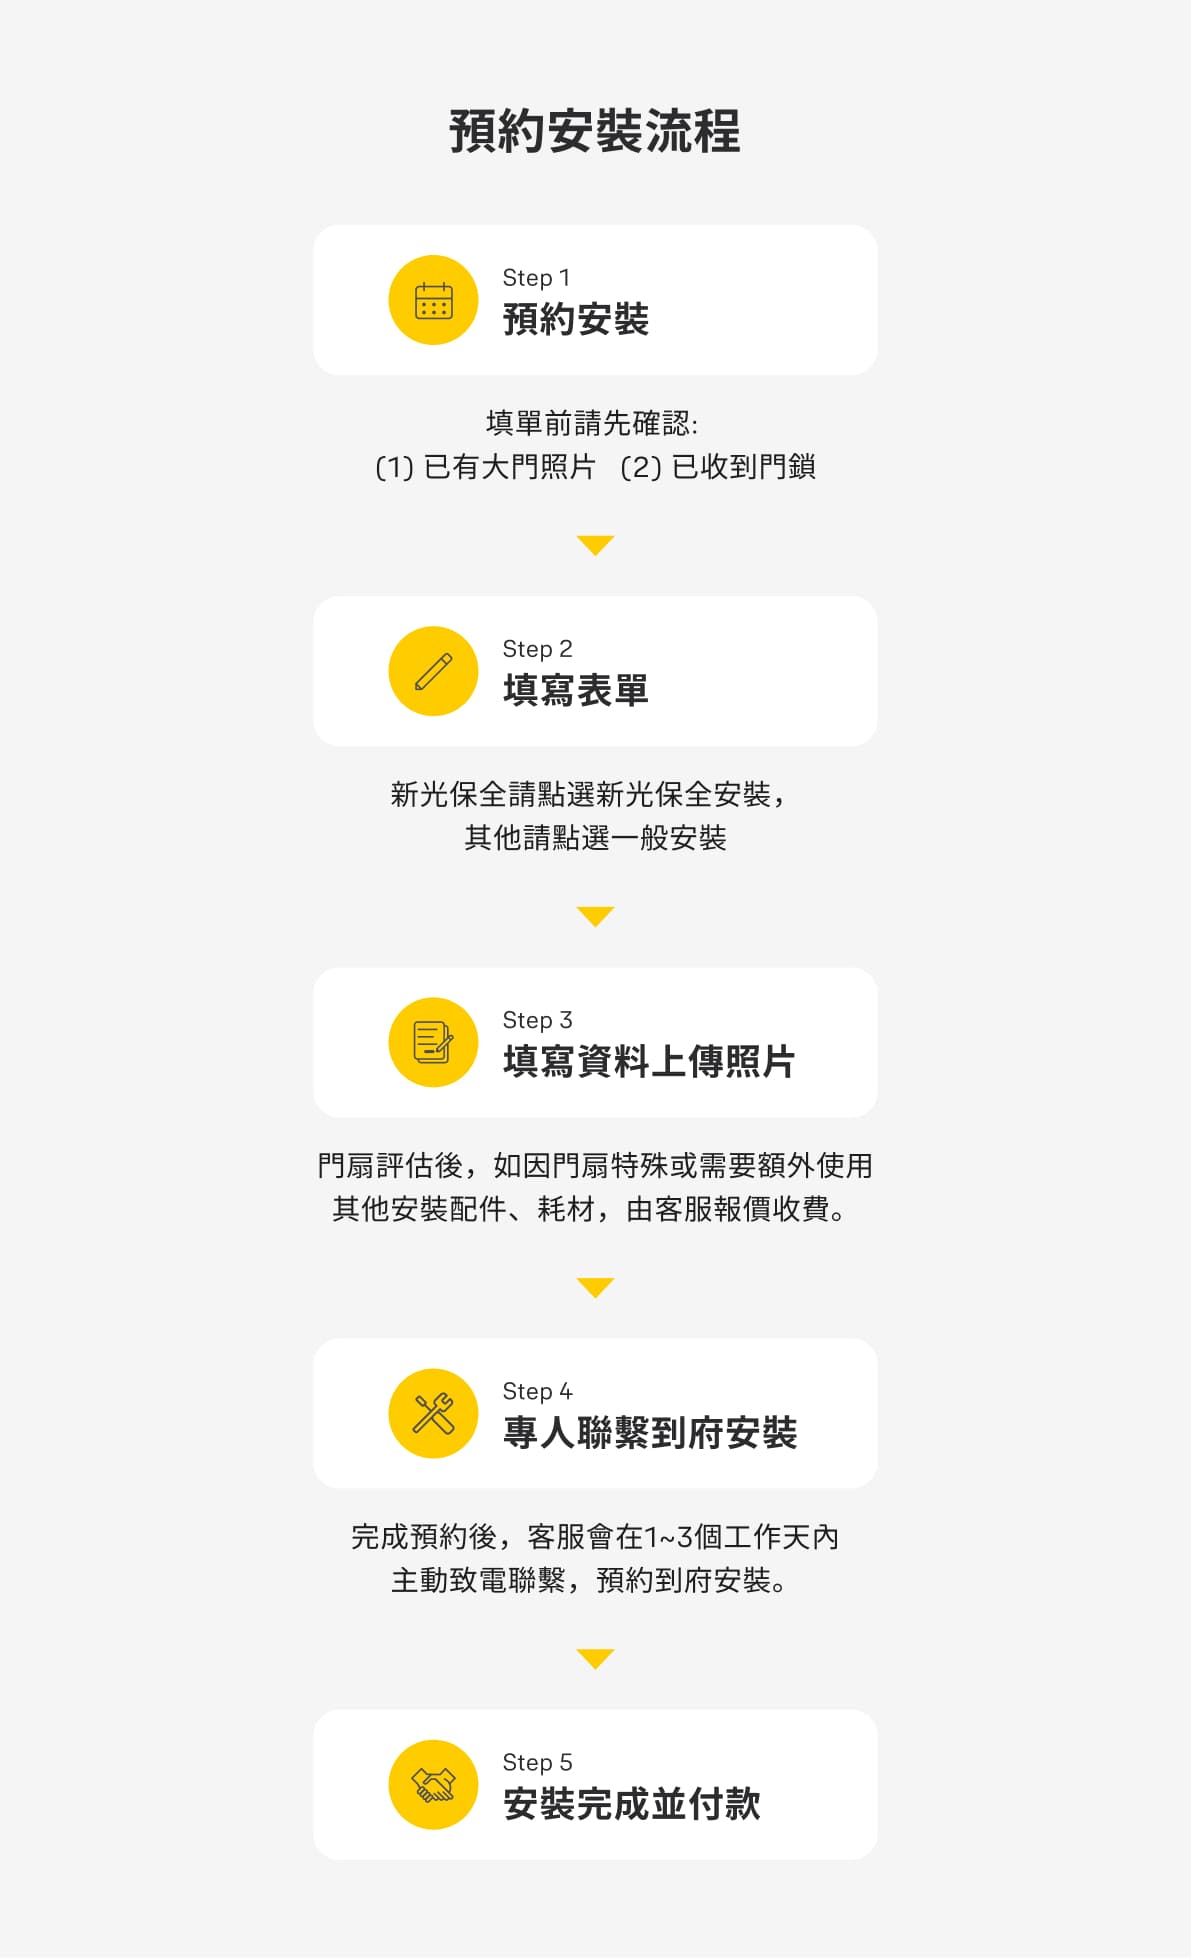 預約安裝流程
Step 1
預約安裝
填單前請先確認:
(1) 已有大門照片 (2) 已收到門鎖
Step 2
填寫表單
新光保全請點選新光保全安裝，
其他請點選一般安裝
Step 3
填寫資料上傳照片
門扇評估後，如因門扇特殊或需要額外使用
其他安裝配件、耗材，由客服報價收費。
Step 4
專人聯繫到府安裝
完成預約後，客服會在1~3個工作天內
主動致電聯繫，預約到府安裝。
Step 5
安裝完成並付款